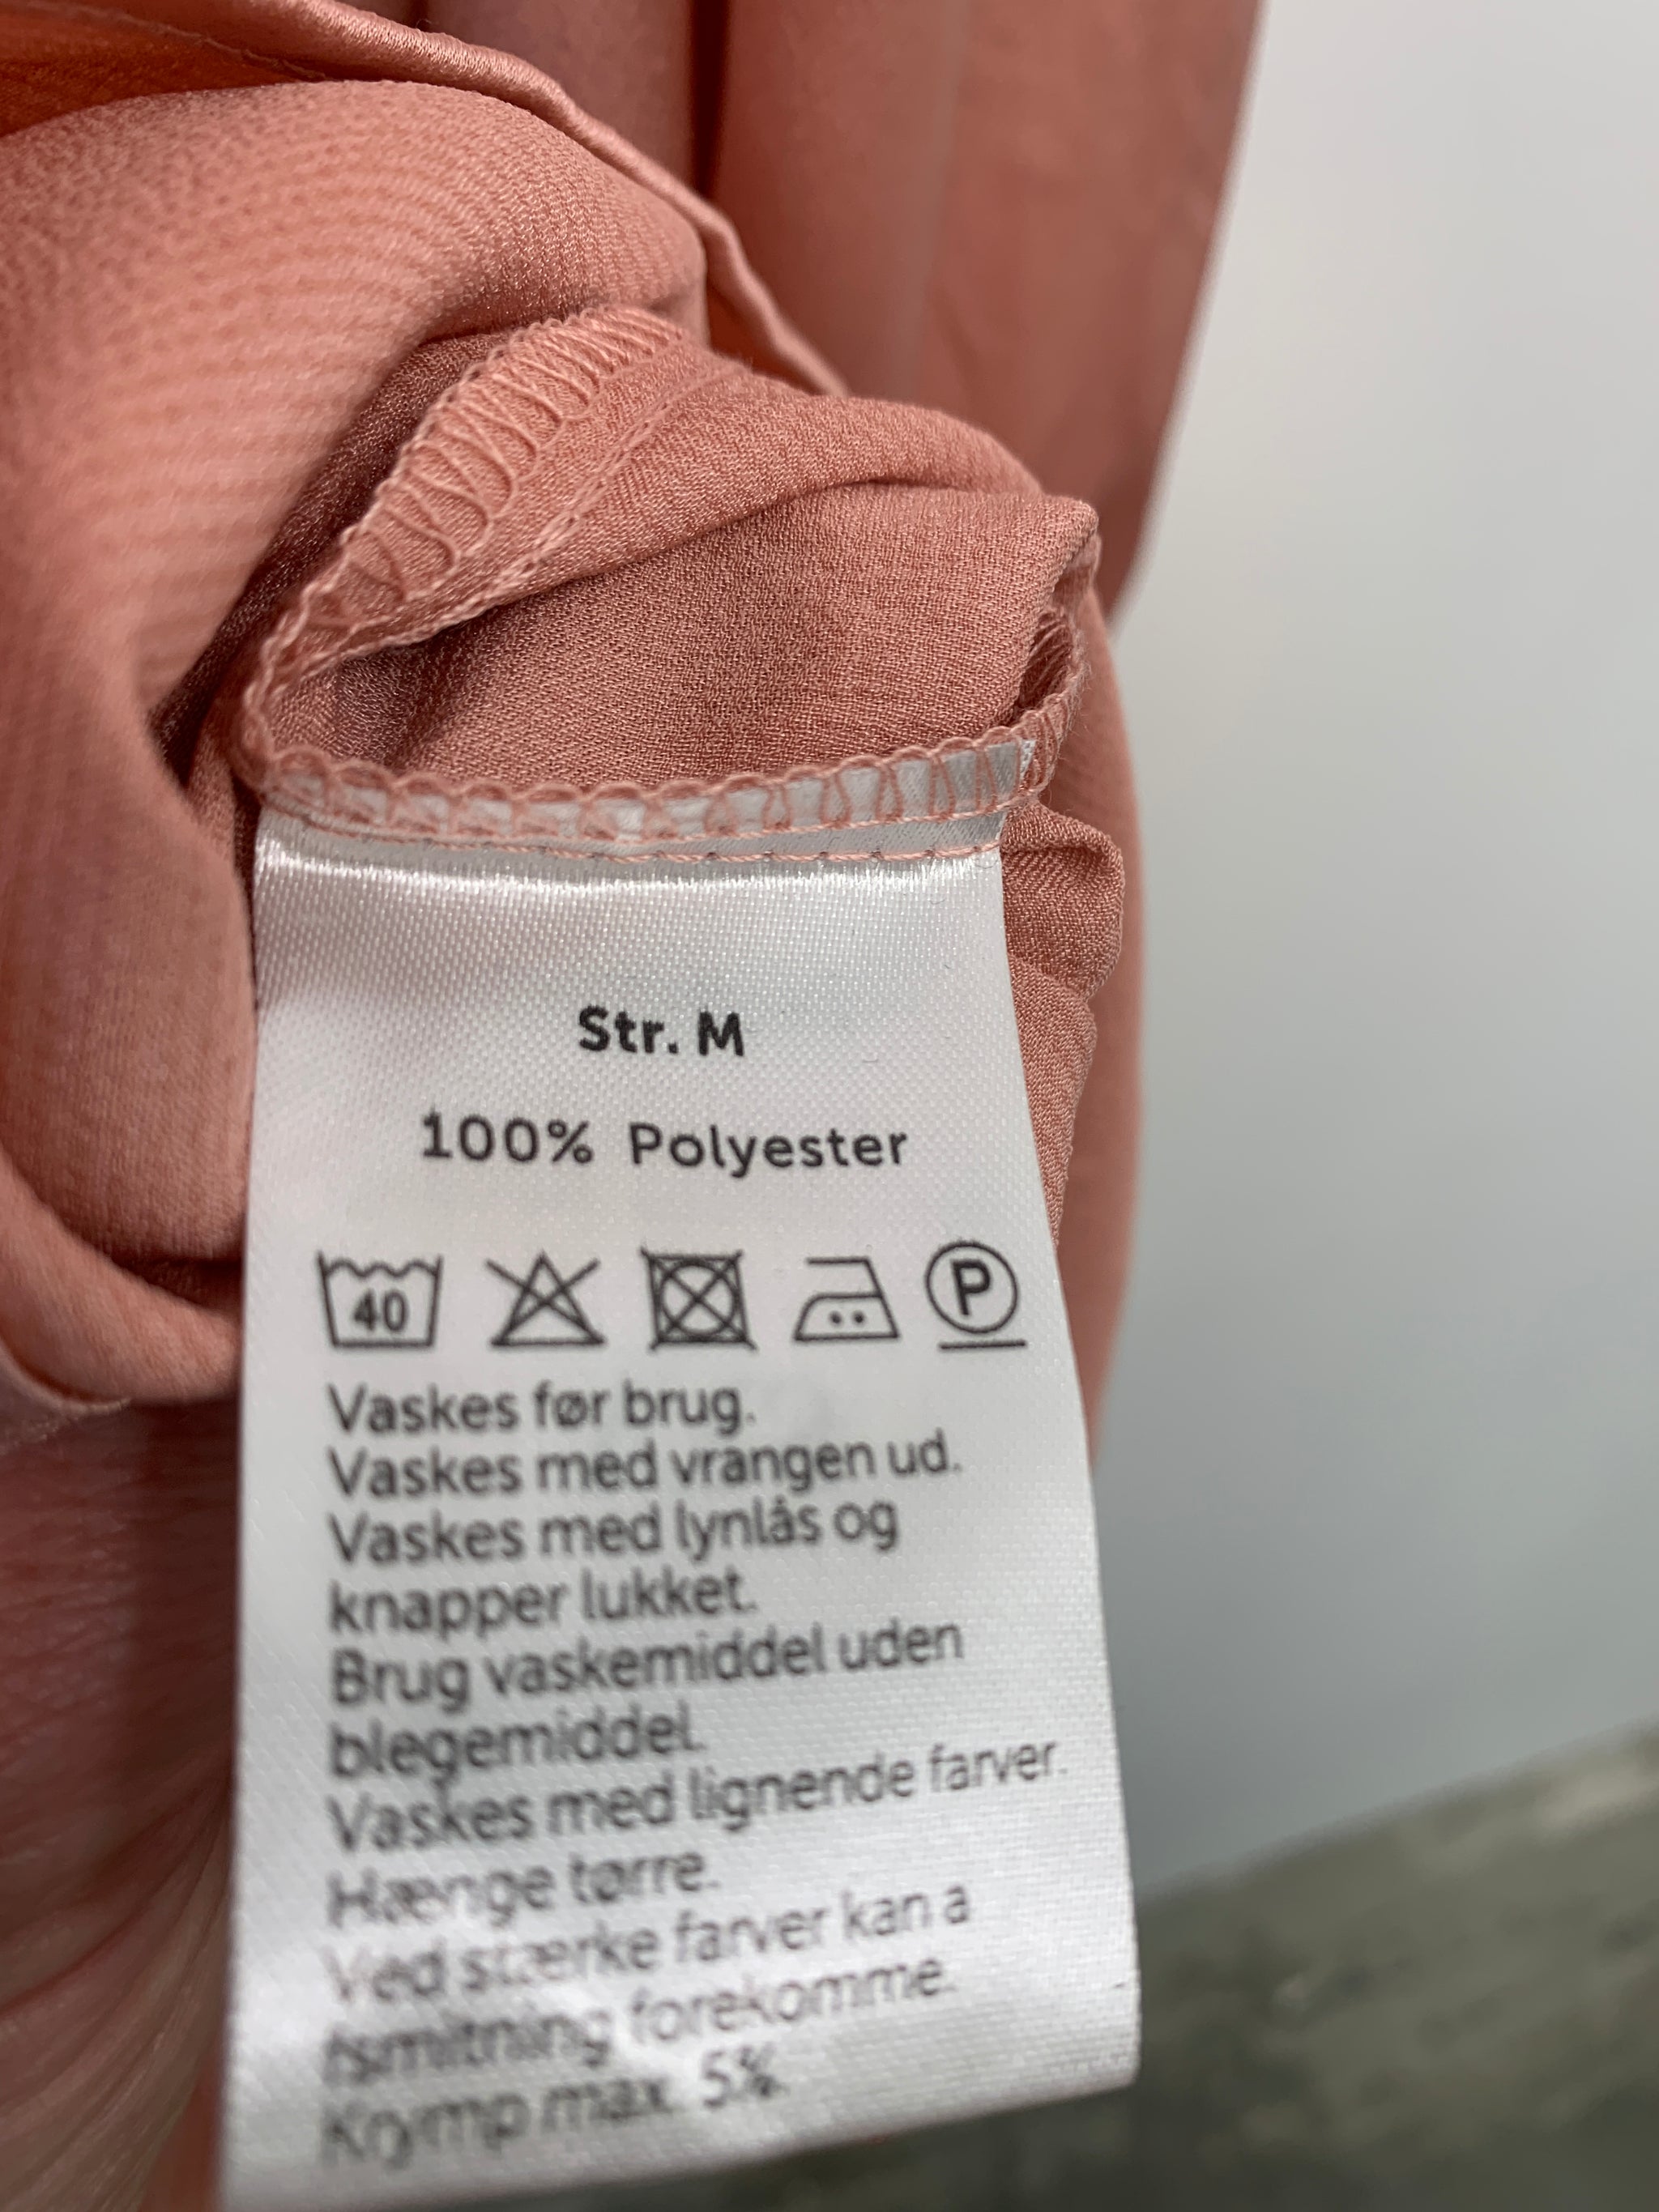 Str. M
100% Polyester
40
P
Vaskes før brug.
Vaskes med vrangen ud.
Vaskes med lynlås og
knapper lukket.
Brug vaskemiddel uden
blegemiddel.
Vaskes med lignende farver.
Hænge tørre.
Ved stærke farver kan a
fsmitning forekomme.
Krymp max. 5%.